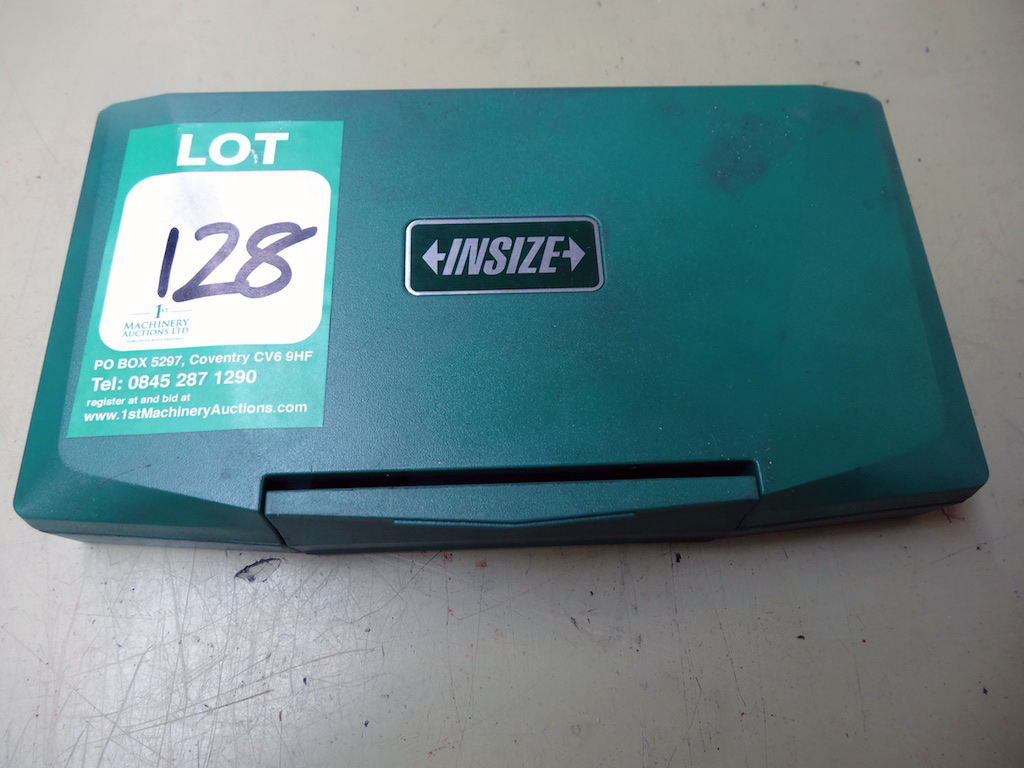 LOT
128
1ST
MACHINERY
AUCTIONS LTD
PO BOX 5297, Coventry CV6 9HF
Tel: 0845 287 1290
register at and bid at
www.1stMachineryAuctions.com
INSIZE